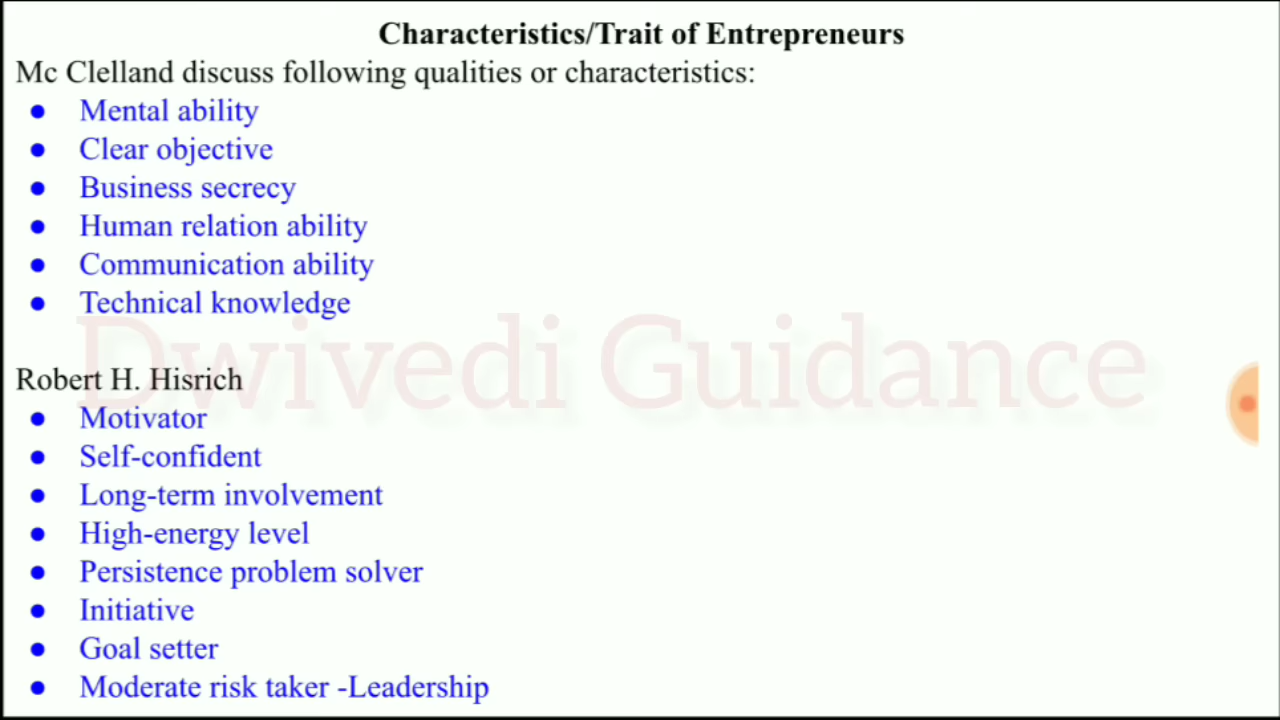 Characteristics/Trait of Entrepreneurs
Mc Clelland discuss following qualities or characteristics:
● Mental ability
● Clear objective
● Business secrecy
● Human relation ability
● Communication ability
● Technical knowledge
Dwivedi Guidance
Robert H. Hisrich
● Motivator
● Self-confident
● Long-term involvement
● High-energy level
● Persistence problem solver
● Initiative
● Goal setter
● Moderate risk taker -Leadership